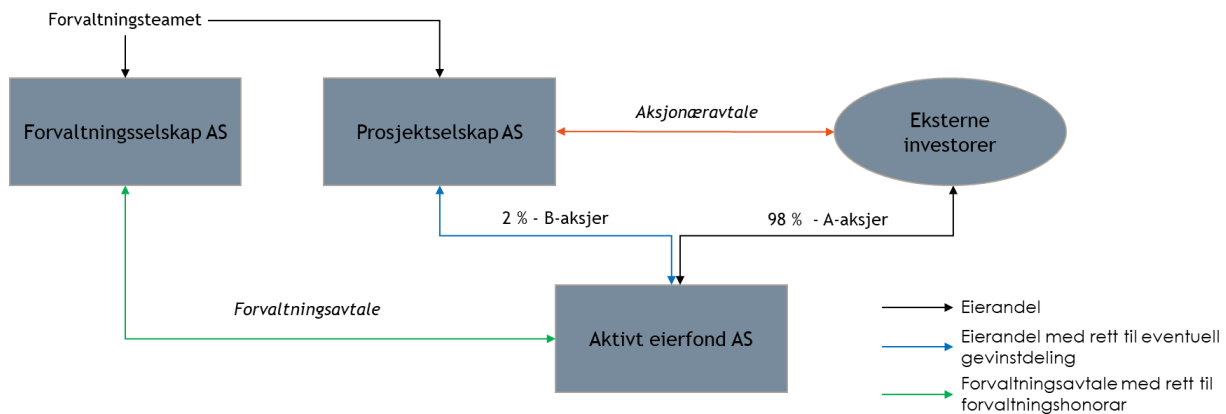 Forvaltningsteamet
Forvaltningsselskap AS
Prosjektselskap AS
Aksjonæravtale
Eksterne
investorer
2 % - B-aksjer
98 %  - A-aksjer
Forvaltningsavtale
Aktivt eierfond AS
Eierandel
Eierandel med rett til eventuell
gevinstdeling
Forvaltningsavtale med rett til
forvaltningshonorar